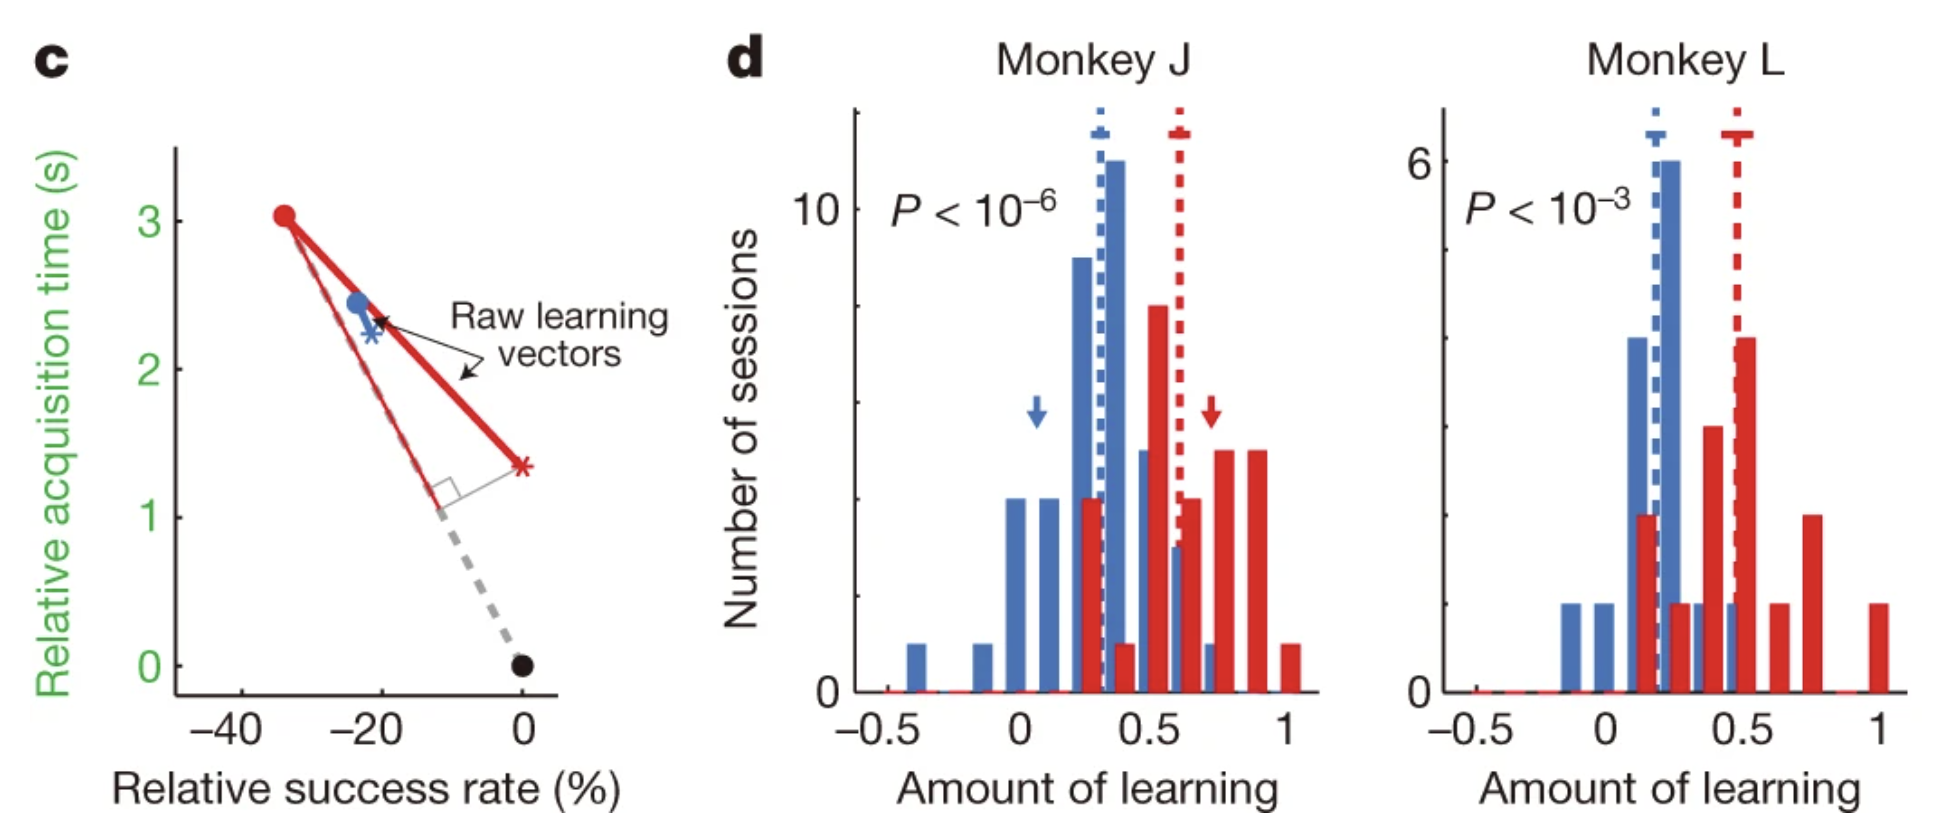 c
Relative acquisition time (s)
3
2
1
0
Raw learning
vectors
–40
–20
0
Relative success rate (%)
d
Monkey J
Number of sessions
10
0
P < 10–6
–0.5
0
0.5
1
Amount of learning
Monkey L
6
0
P < 10–3
–0.5
0
0.5
1
Amount of learning